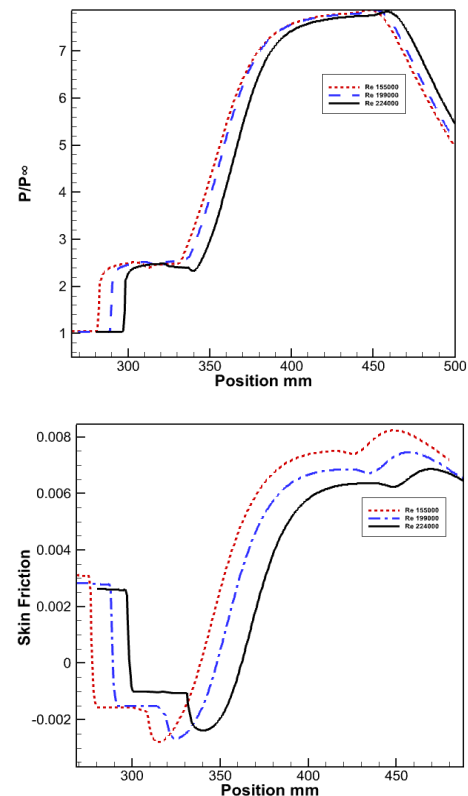 7
6
5
4
3
2
1
P/P∞
Re 155000
Re 199000
Re 224000
300
350
400
450
500
Position mm
0.008
0.006
0.004
0.002
0
-0.002
Skin Friction
Re 155000
Re 199000
Re 224000
300
350
400
450
Position mm